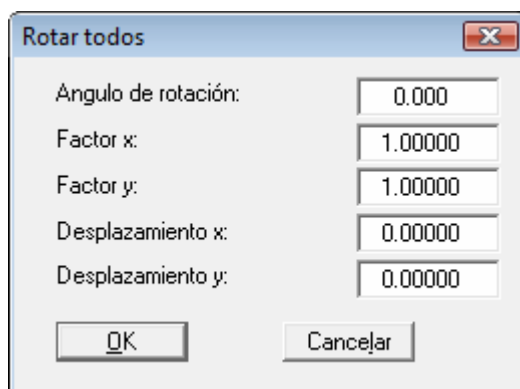 Rotar todos
Angulo de rotación: 0.000
Factor x: 1.00000
Factor y: 1.00000
Desplazamiento x: 0.00000
Desplazamiento y: 0.00000
OK Cancelar